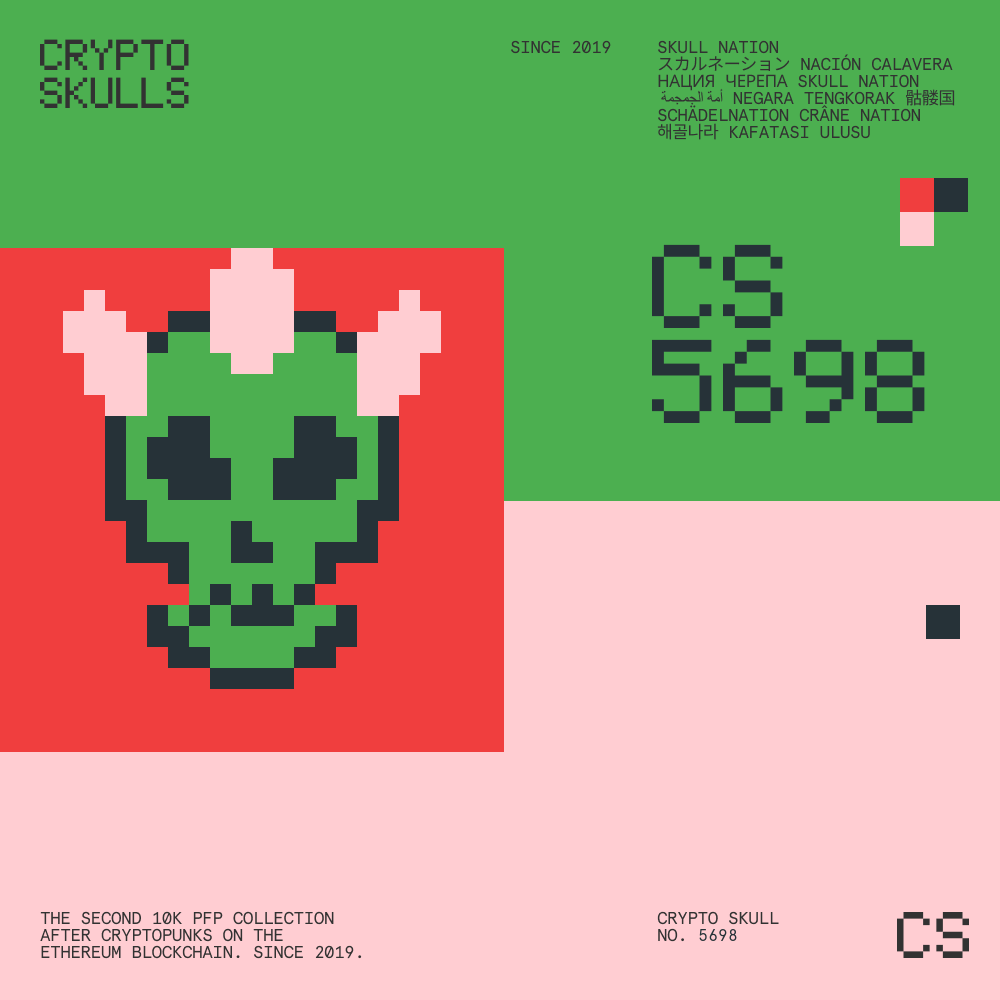 CRYPTO
SKULLS
SINCE 2019
SKULL NATION
スカルネーション NACIÓN CALAVERA
НАЦИЯ ЧЕРЕПА SKULL NATION
أمة الجمجمة NEGARA TENGKORAK 骷髅国
SCHÄDELNATION CRÂNE NATION
해골나라 KAFATASI ULUSU
CS
5698
THE SECOND 10K PFP COLLECTION
AFTER CRYPTOPUNKS ON THE
ETHEREUM BLOCKCHAIN. SINCE 2019.
CRYPTO SKULL
NO. 5698
CS